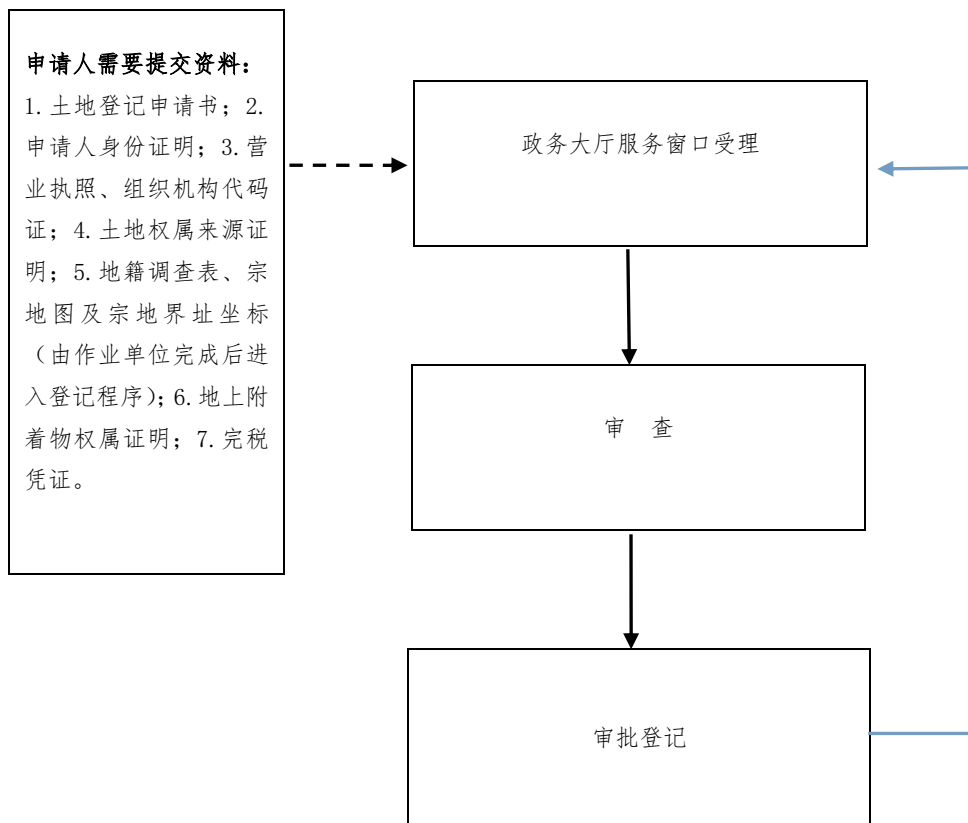 申请人需要提交资料：
1.土地登记申请书；2.
申请人身份证明；3.营
业执照、组织机构代码
证；4.土地权属来源证
明；5.地籍调查表、宗
地图及宗地界址坐标
（由作业单位完成后进
入登记程序）；6.地上附
着物权属证明；7.完税
凭证。
政务大厅服务窗口受理
审 查
审批登记